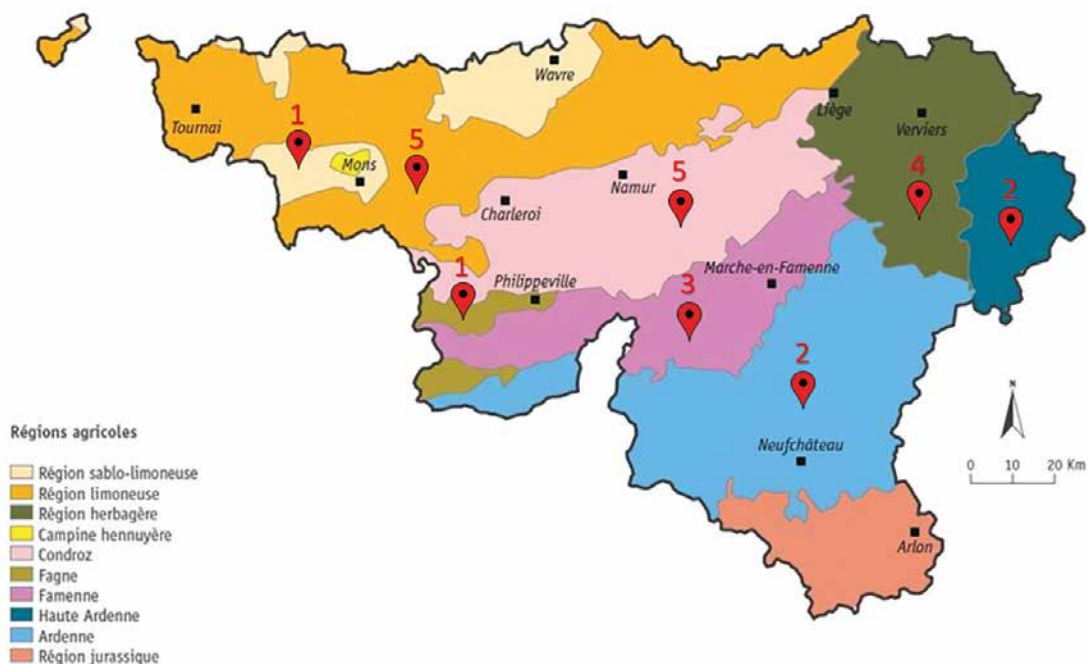 Wavre
Tournai
Liège
Verviers
1
Mons
5
5
4
2
Namur
Charleroi
1
Philippeville
Marche-en-Famenne
3
2
Neufchâteau
Arlon
N
0 10 20 Km
Régions agricoles
Région sablo-limoneuse
Région limoneuse
Région herbagère
Campine hennuyère
Condroz
Fagne
Famenne
Haute Ardenne
Ardenne
Région jurassique